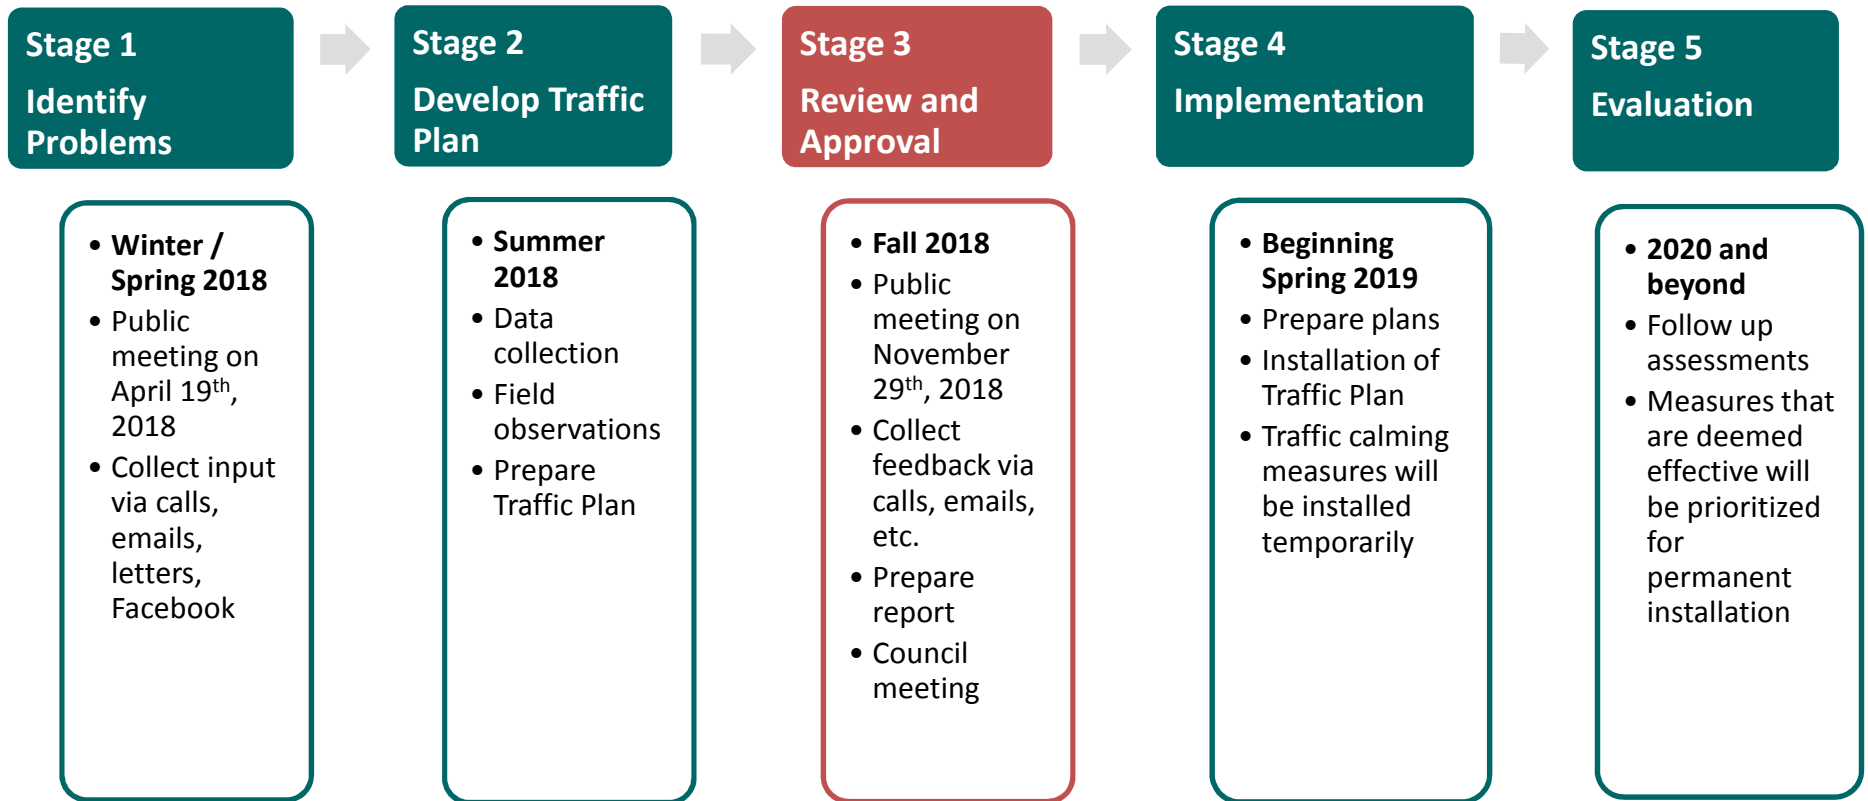 Stage 1
Identify
Problems
• Winter /
Spring 2018
• Public
meeting on
April 19th,
2018
• Collect input
via calls,
emails,
letters,
Facebook
Stage 2
Develop Traffic
Plan
• Summer
2018
• Data
collection
• Field
observations
• Prepare
Traffic Plan
Stage 3
Review and
Approval
• Fall 2018
• Public
meeting on
November
29th, 2018
• Collect
feedback via
calls, emails,
etc.
• Prepare
report
• Council
meeting
Stage 4
Implementation
• Beginning
Spring 2019
• Prepare plans
• Installation of
Traffic Plan
• Traffic calming
measures will
be installed
temporarily
Stage 5
Evaluation
• 2020 and
beyond
• Follow up
assessments
• Measures that
are deemed
effective will
be prioritized
for
permanent
installation